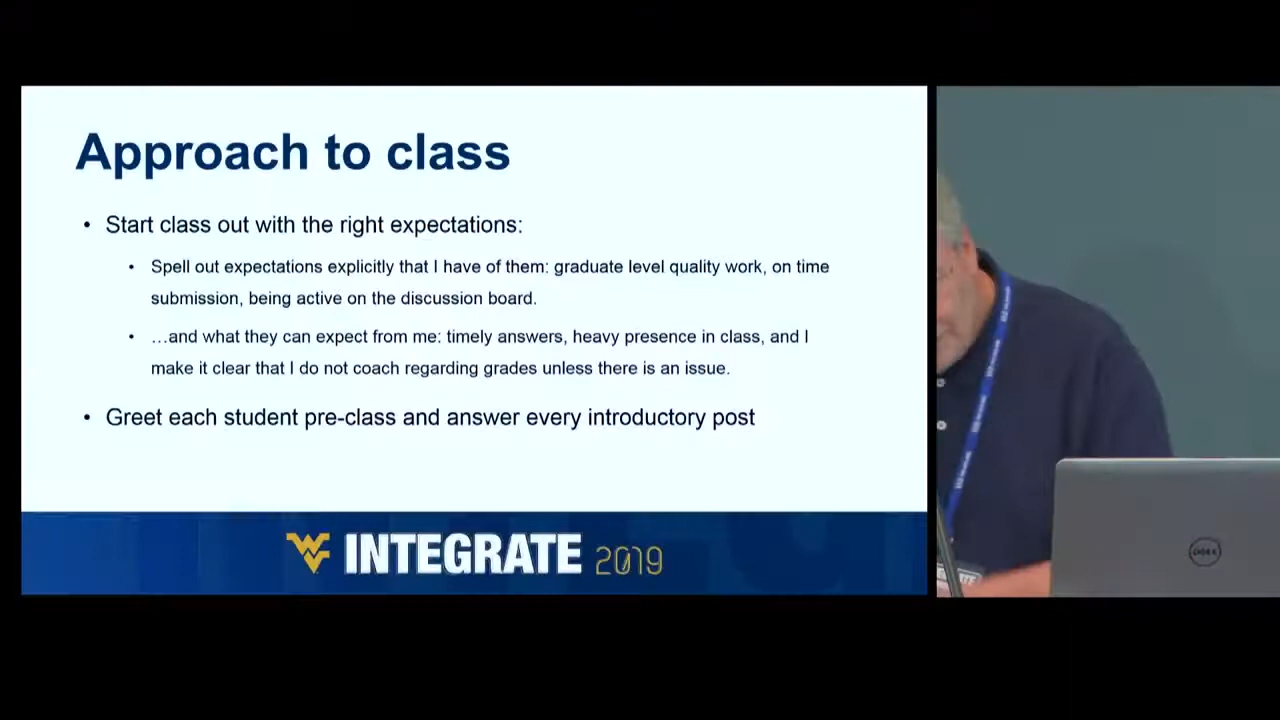 Approach to class
• Start class out with the right expectations:
• Spell out expectations explicitly that I have of them: graduate level quality work, on time
submission, being active on the discussion board.
• …and what they can expect from me: timely answers, heavy presence in class, and I
make it clear that I do not coach regarding grades unless there is an issue.
• Greet each student pre-class and answer every introductory post
WV INTEGRATE 2019
DELL